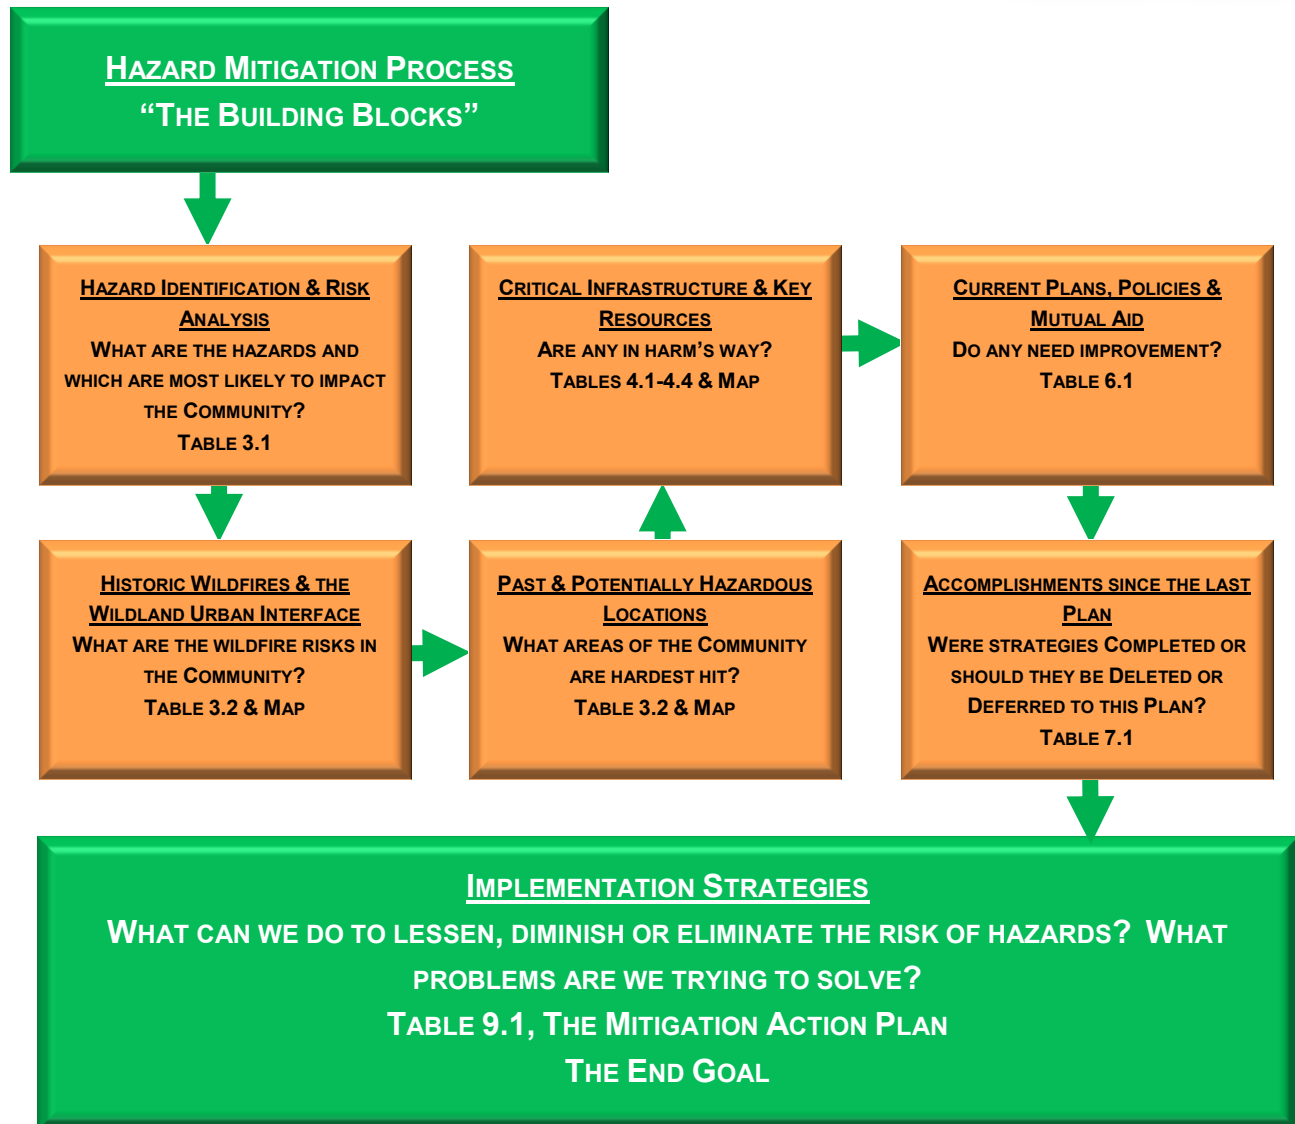 HAZARD MITIGATION PROCESS
“THE BUILDING BLOCKS”
HAZARD IDENTIFICATION & RISK
ANALYSIS
WHAT ARE THE HAZARDS AND
WHICH ARE MOST LIKELY TO IMPACT
THE COMMUNITY?
TABLE 3.1
HISTORIC WILDFIRES & THE
WILDLAND URBAN INTERFACE
WHAT ARE THE WILDFIRE RISKS IN
THE COMMUNITY?
TABLE 3.2 & MAP
PAST & POTENTIALLY HAZARDOUS
LOCATIONS
WHAT AREAS OF THE COMMUNITY
ARE HARDEST HIT?
TABLE 3.2 & MAP
CRITICAL INFRASTRUCTURE & KEY
RESOURCES
ARE ANY IN HARM’S WAY?
TABLES 4.1-4.4 & MAP
CURRENT PLANS, POLICIES &
MUTUAL AID
DO ANY NEED IMPROVEMENT?
TABLE 6.1
ACCOMPLISHMENTS SINCE THE LAST
PLAN
WERE STRATEGIES COMPLETED OR
SHOULD THEY BE DELETED OR
DEFERRED TO THIS PLAN?
TABLE 7.1
IMPLEMENTATION STRATEGIES
WHAT CAN WE DO TO LESSEN, DIMINISH OR ELIMINATE THE RISK OF HAZARDS?  WHAT
PROBLEMS ARE WE TRYING TO SOLVE?
TABLE 9.1, THE MITIGATION ACTION PLAN
THE END GOAL